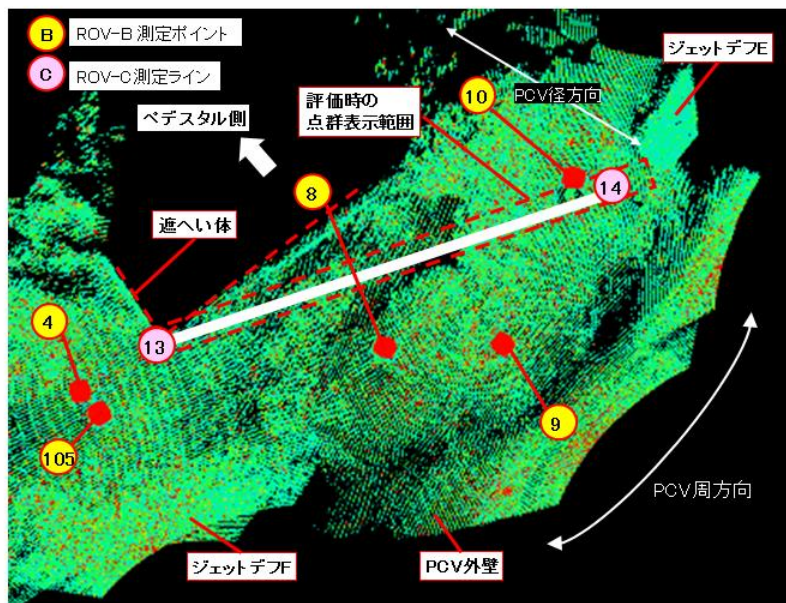 B ROV-B 測定ポイント
C ROV-C測定ライン
ペデスタル側
評価時の
点群表示範囲
10
PCV径方向
ジェットデフE
8
14
遮へい体
4
13
105
9
PCV周方向
ジェットデフF
PCV外壁